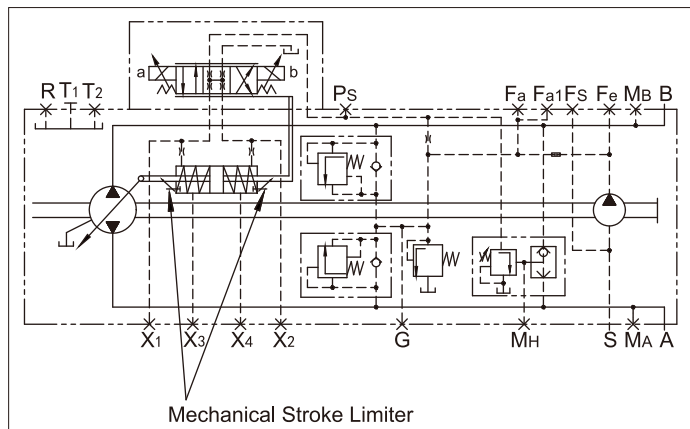 a b
R T1 T2 PS Fa Fa1 FS Fe MB B
X1 X3 X4 X2 G MH S MA A
Mechanical Stroke Limiter